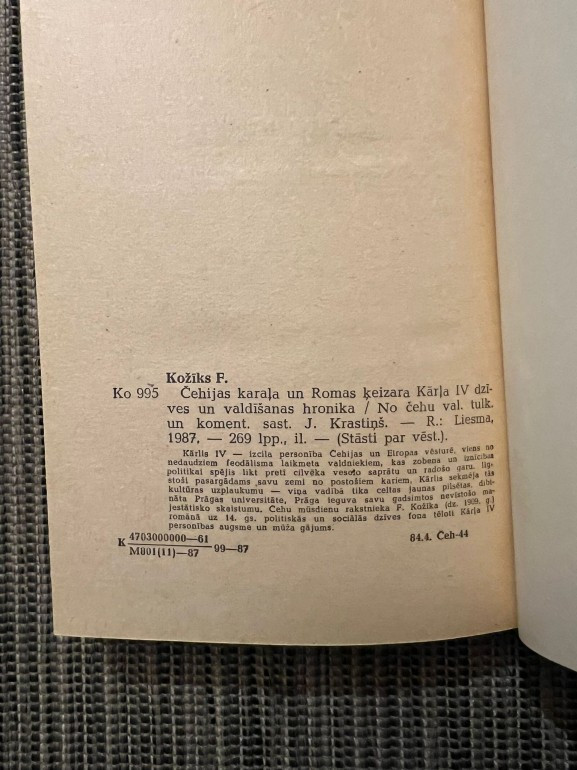 Kožīks F.
Ko 995 Čehijas karaļa un Romas ķeizara Kārļa IV dzī-
ves un valdīšanas hronika / No čehu val. tulk.
un koment. sast. J. Krastiņš. — R.: Liesma,
1987. — 269 lpp., il. — (Stāsti par vēst.).
Kārlis IV — izcila personība Čehijas un Eiropas vēsturē, viens no
nedaudziem feodālisma laikmeta valdniekiem, kas zobena un iznīcības
politikai spējis likt pretī cilvēka veselo saprātu un radošo garu, ilg-
stoši pasargādams savu zemi no postošiem kariem. Kārlis sekmējis tās
kultūras uzplaukumu — viņa vadībā tika celtas jaunas pilsētas, dibi-
nāta Prāgas universitāte, Prāga ieguva savu gadsimtos nevīstošo ma-
jestātisko skaistumu. Čehu mūsdienu rakstnieka F. Kožīka (dz. 1909. g.)
romānā uz 14. gs. politiskās un sociālās dzīves fona tēloti Kārļa IV
personības augsme un mūža gājums.
K 4703000000—61
M801(11)—87 99—87
84.4. Čeh-44